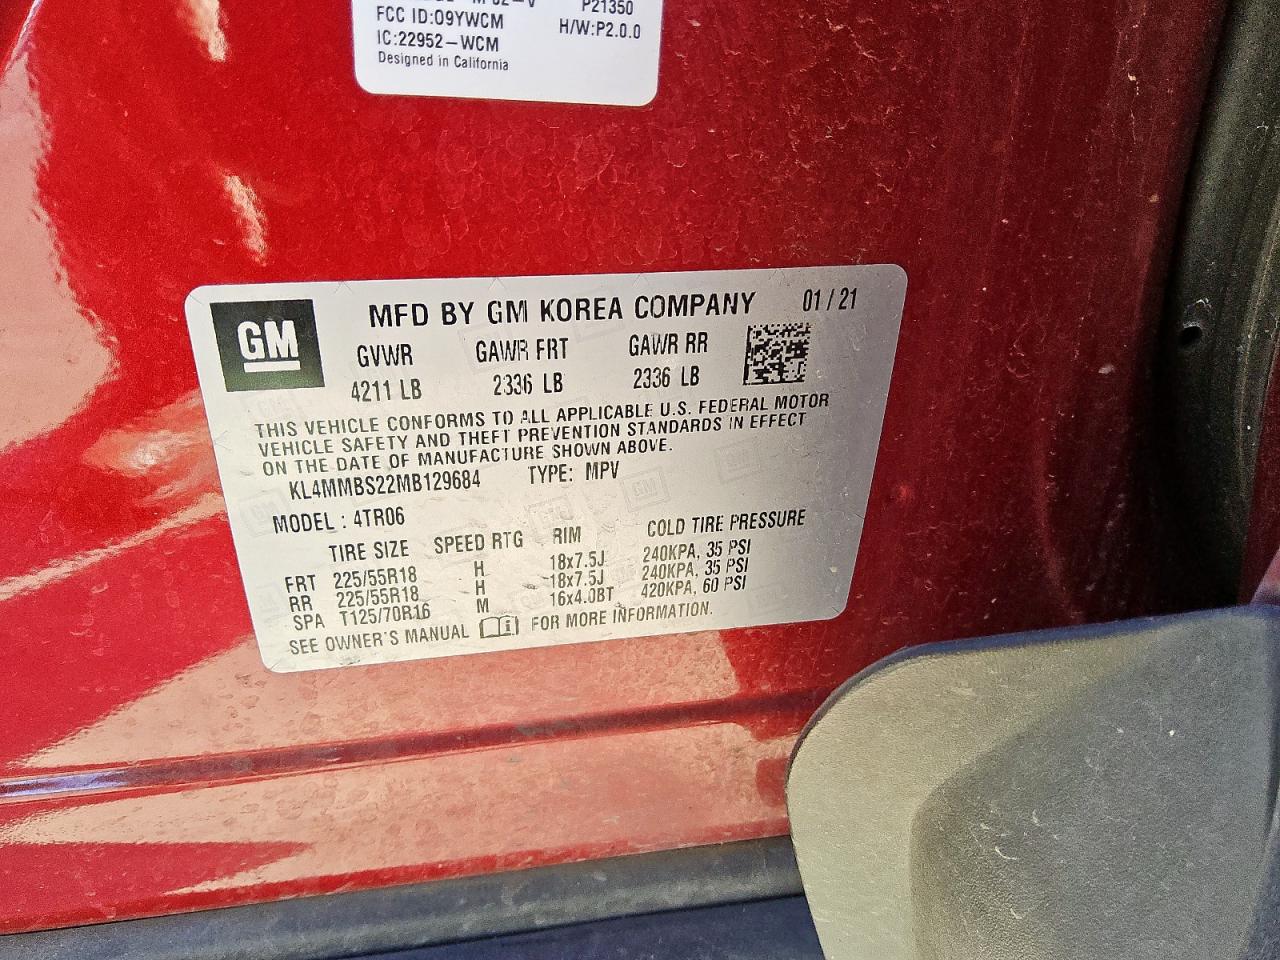 P21350
FCC ID:O9YWCM
H/W:P2.0.0
IC:22952-WCM
Designed in California
GM
MFD BY GM KOREA COMPANY 01 / 21
GVWR GAWR FRT GAWR RR
4211 LB 2336 LB 2336 LB
THIS VEHICLE CONFORMS TO ALL APPLICABLE U.S. FEDERAL MOTOR
VEHICLE SAFETY AND THEFT PREVENTION STANDARDS IN EFFECT
ON THE DATE OF MANUFACTURE SHOWN ABOVE.
KL4MMBS22MB129684 TYPE: MPV
MODEL : 4TR06
TIRE SIZE SPEED RTG RIM COLD TIRE PRESSURE
FRT 225/55R18 H 18x7.5J 240KPA, 35 PSI
RR 225/55R18 H 18x7.5J 240KPA, 35 PSI
SPA T125/70R16 M 16x4.0BT 420KPA, 60 PSI
SEE OWNER'S MANUAL FOR MORE INFORMATION.